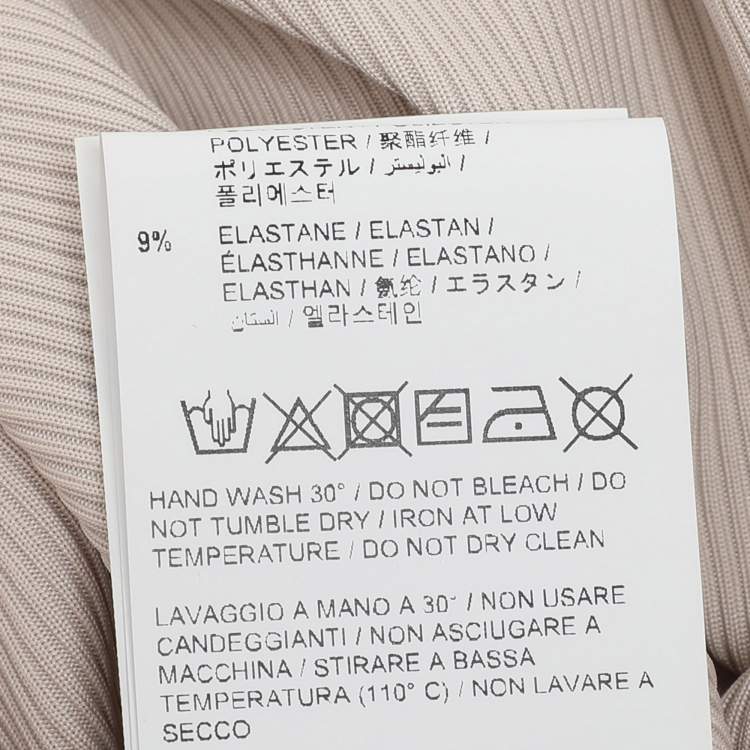 POLYESTER / 聚酯纤维 /
ポリエステル / البوليستر /
폴리에스터
9% ELASTANE / ELASTAN /
ÉLASTHANNE / ELASTANO /
ELASTHAN / 氨纶 / エラスタン /
الستان / 엘라스테인
HAND WASH 30° / DO NOT BLEACH / DO
NOT TUMBLE DRY / IRON AT LOW
TEMPERATURE / DO NOT DRY CLEAN
LAVAGGIO A MANO A 30° / NON USARE
CANDEGGIANTI / NON ASCIUGARE A
MACCHINA / STIRARE A BASSA
TEMPERATURA (110° C) / NON LAVARE A
SECCO